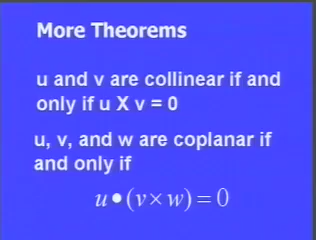 More Theorems
u and v are collinear if and
only if u X v = 0
u, v, and w are coplanar if
and only if
u•(v×w)=0